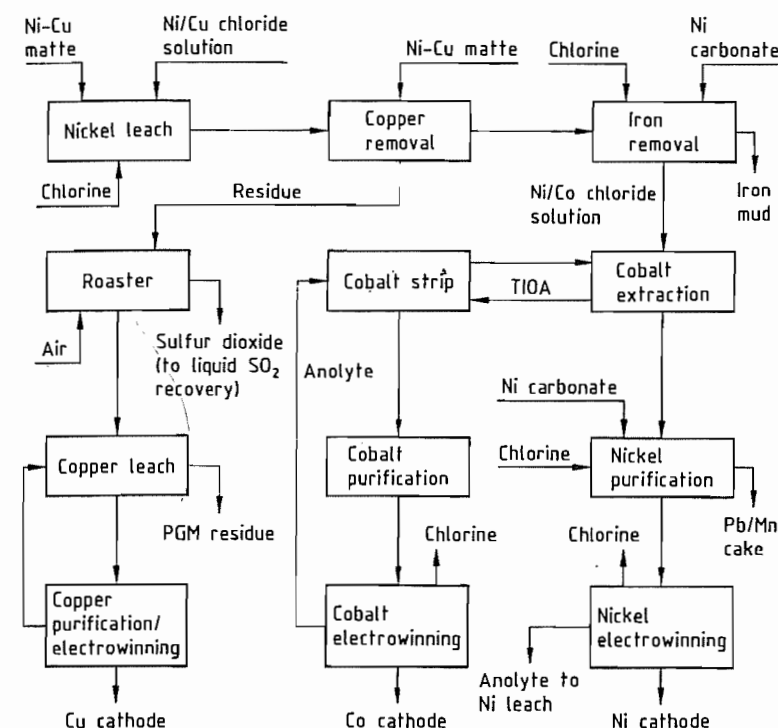 Ni-Cu
matte
Ni/Cu chloride
solution
Ni-Cu matte
Chlorine
Ni
carbonate
Nickel leach
Copper
removal
Iron
removal
Chlorine
Residue
Ni/Co chloride
solution
Iron
mud
Roaster
Cobalt strip
TIOA
Cobalt
extraction
Air
Sulfur dioxide
(to liquid SO₂
recovery)
Anolyte
Ni carbonate
Copper leach
Cobalt
purification
Chlorine
Nickel
purification
PGM residue
Chlorine
Chlorine
Pb/Mn
cake
Copper
purification/
electrowinning
Cobalt
electrowinning
Nickel
electrowinning
Anolyte to
Ni leach
Cu cathode
Co cathode
Ni cathode